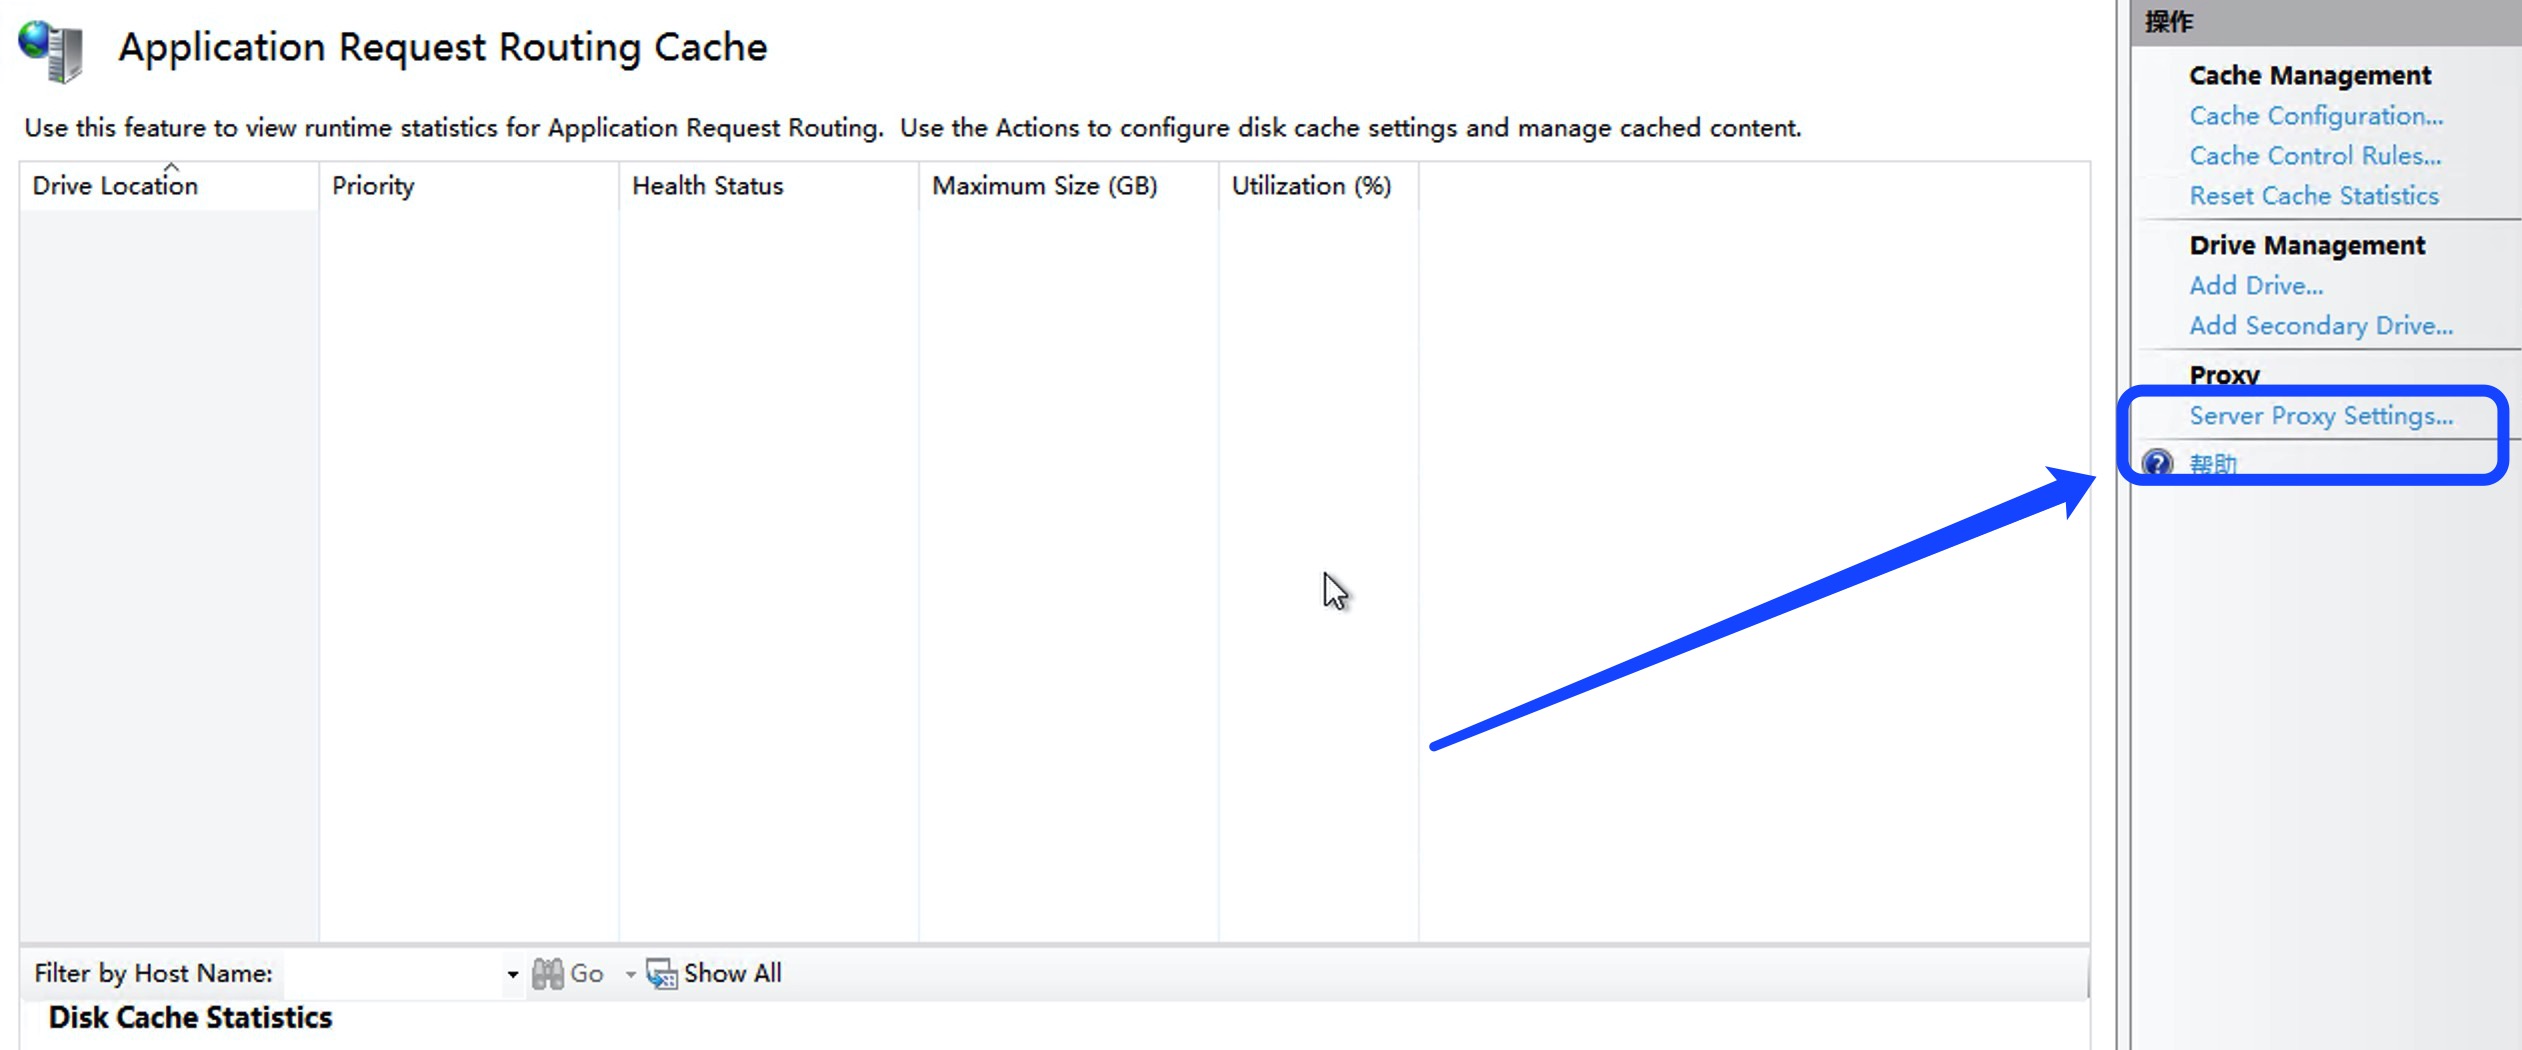 Application Request Routing Cache
Use this feature to view runtime statistics for Application Request Routing.  Use the Actions to configure disk cache settings and manage cached content.
Drive Location Priority Health Status Maximum Size (GB) Utilization (%)
Filter by Host Name: Go Show All
Disk Cache Statistics
操作
Cache Management
Cache Configuration...
Cache Control Rules...
Reset Cache Statistics
Drive Management
Add Drive...
Add Secondary Drive...
Proxy
Server Proxy Settings...
帮助